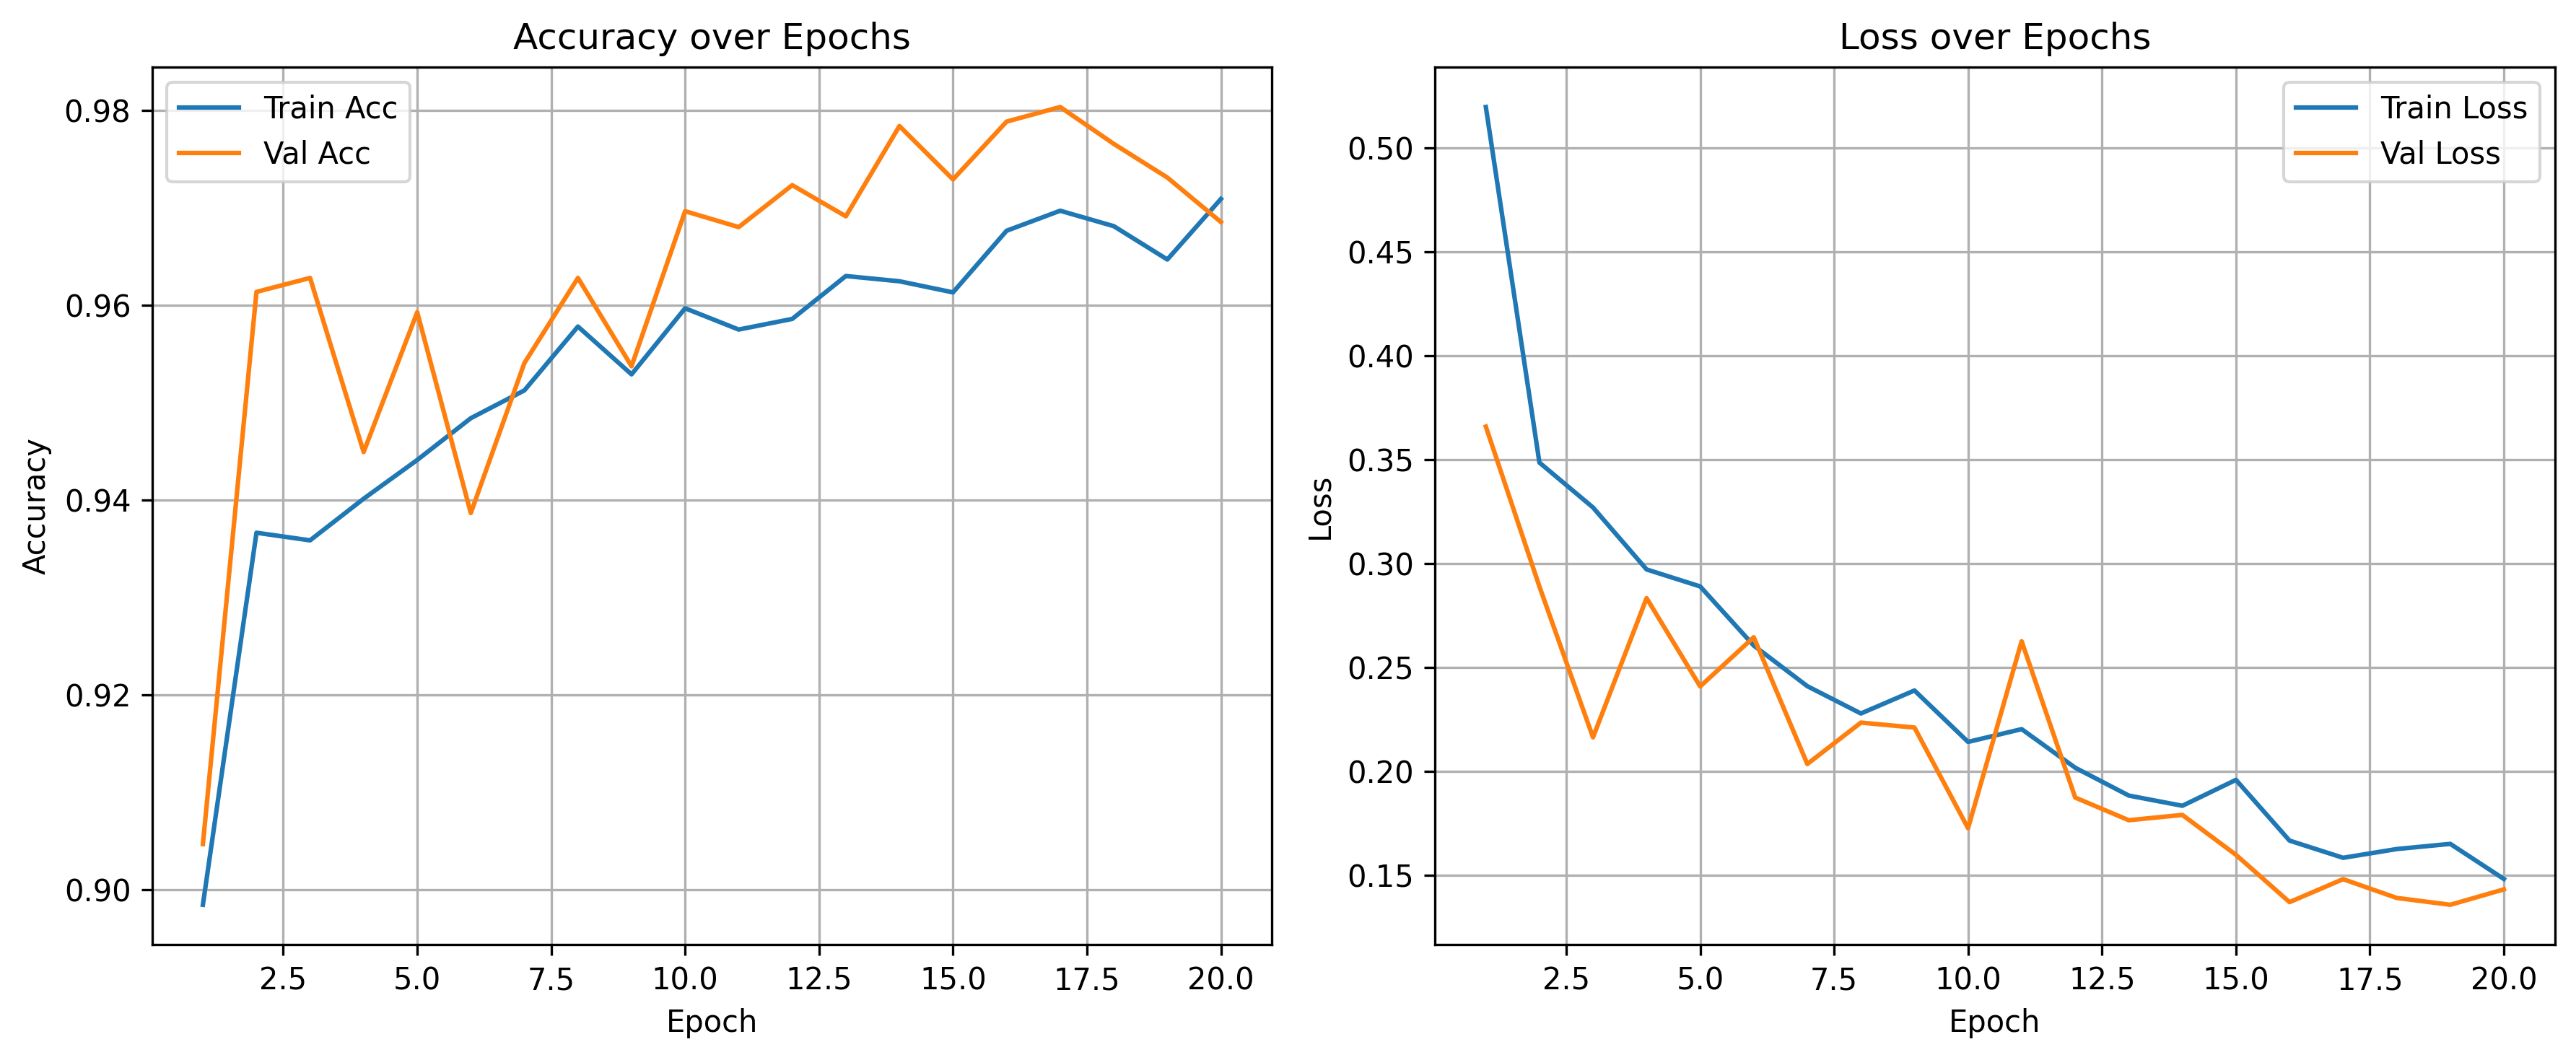 Accuracy over Epochs
Train Acc
Val Acc
Accuracy
0.98
0.96
0.94
0.92
0.90
2.5 5.0 7.5 10.0 12.5 15.0 17.5 20.0
Epoch
Loss over Epochs
Train Loss
Val Loss
Loss
0.50
0.45
0.40
0.35
0.30
0.25
0.20
0.15
2.5 5.0 7.5 10.0 12.5 15.0 17.5 20.0
Epoch